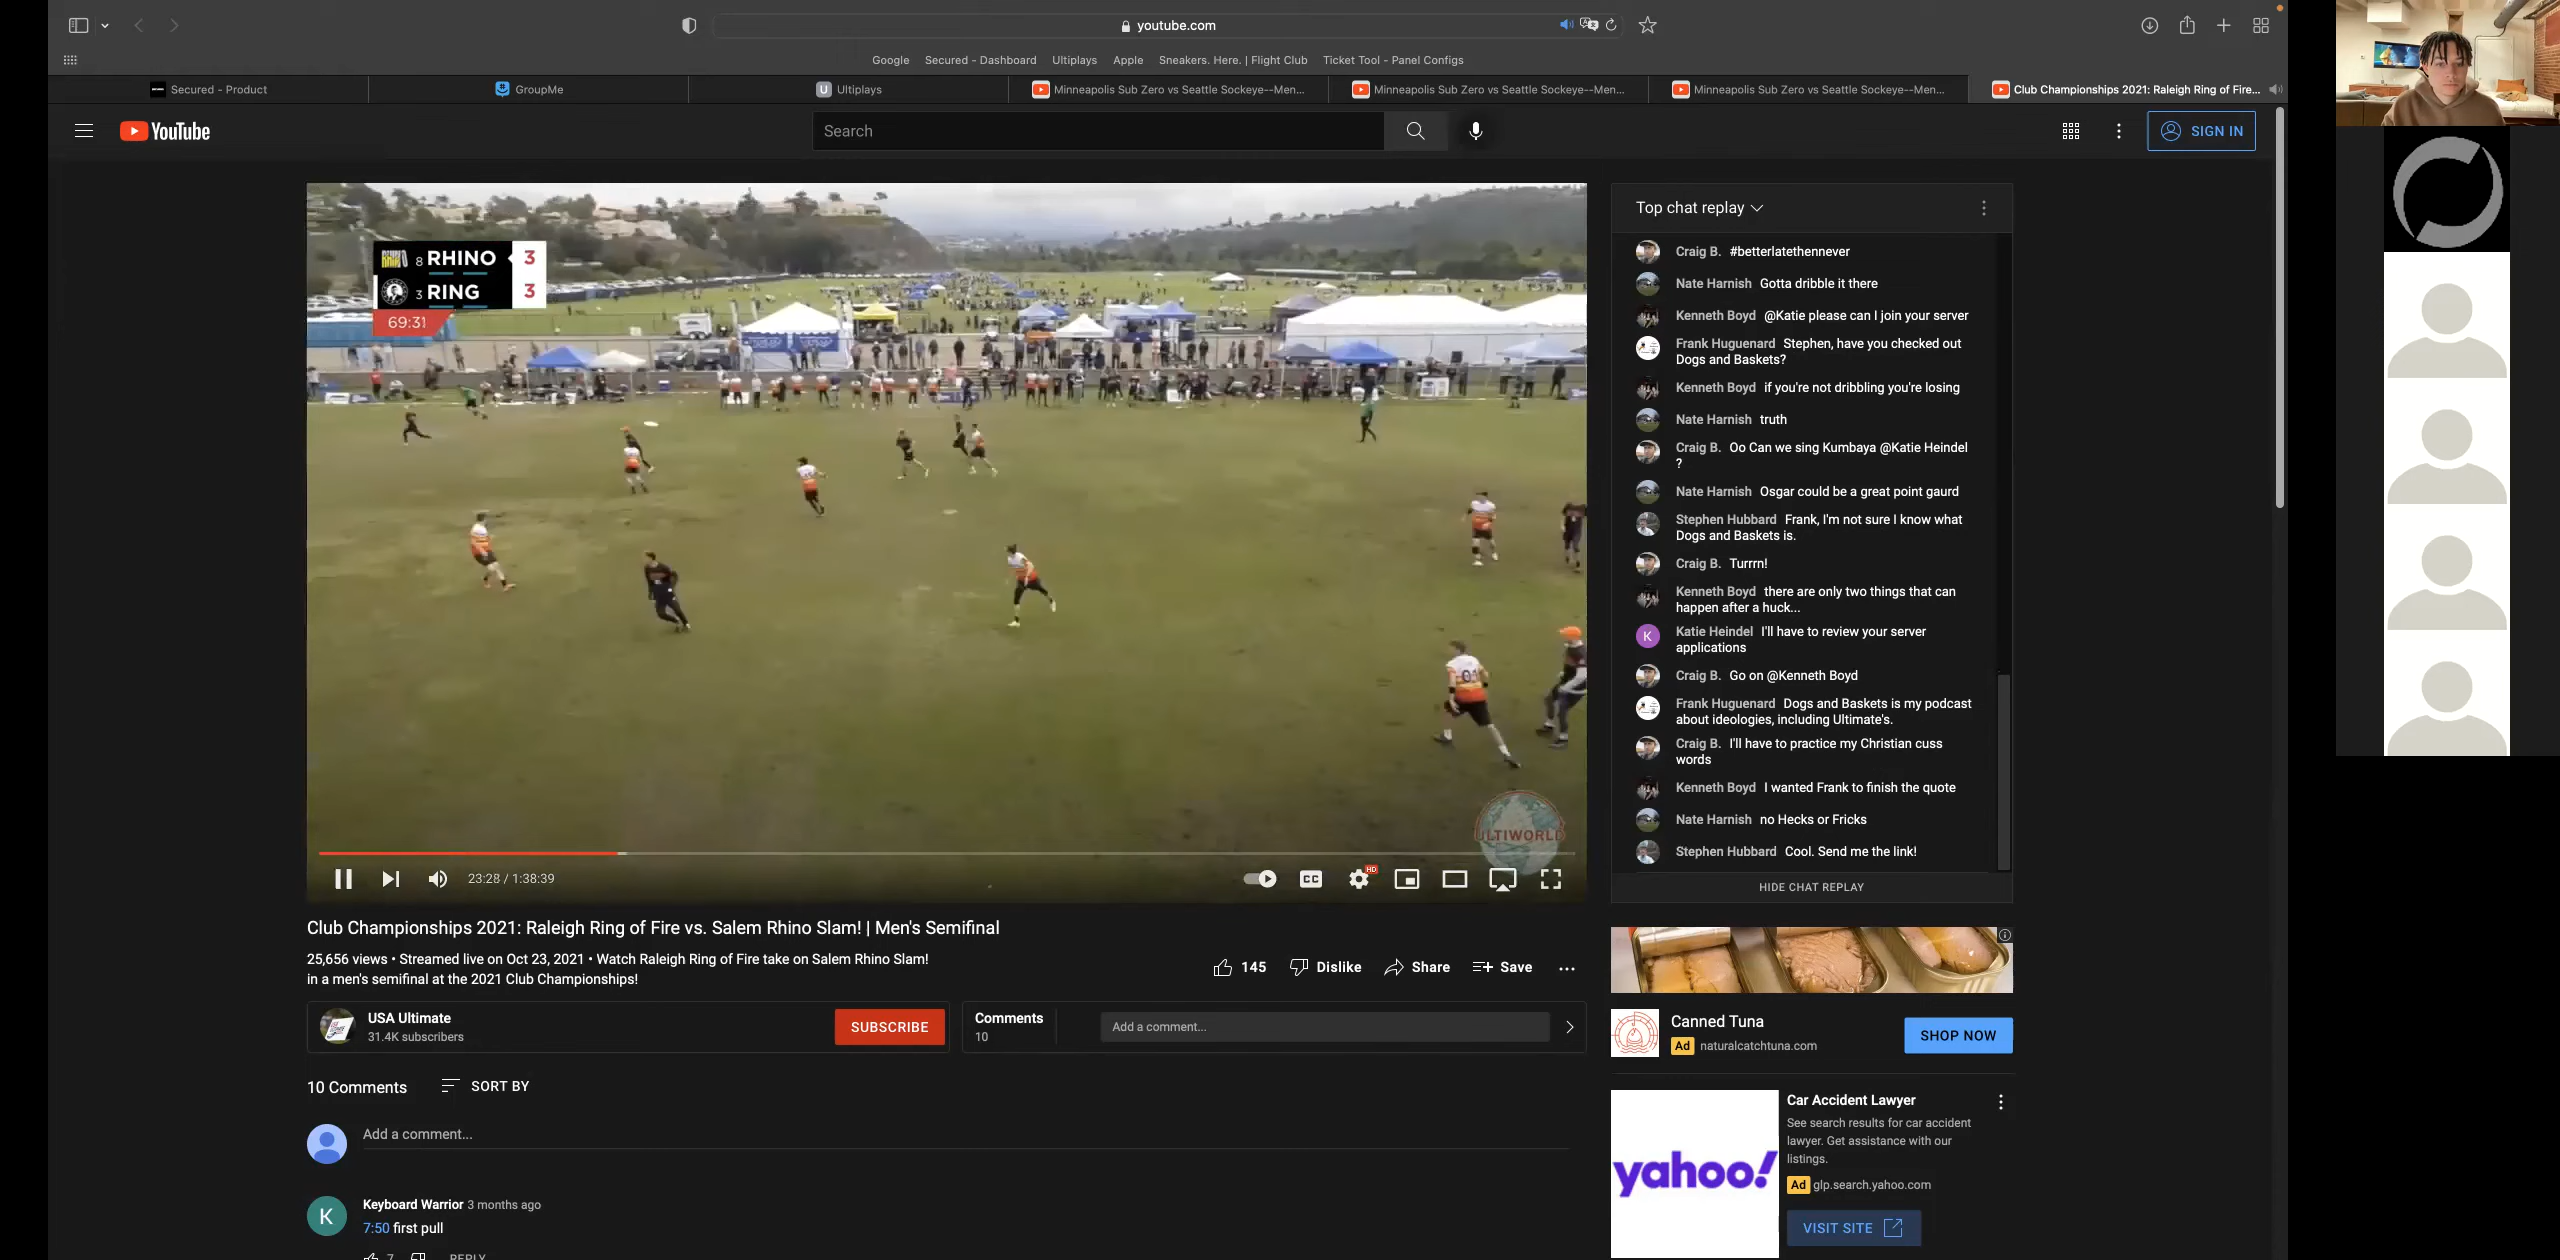 youtube.com
Google Secured - Dashboard Ultiplays Apple Sneakers. Here. | Flight Club Ticket Tool - Panel Configs
Secured - Product
GroupMe
U Ultiplays
Minneapolis Sub Zero vs Seattle Sockeye--Men...
Minneapolis Sub Zero vs Seattle Sockeye--Men...
Minneapolis Sub Zero vs Seattle Sockeye--Men...
Club Championships 2021: Raleigh Ring of Fire...
YouTube
Search
SIGN IN
8 RHINO 3
3 RING 3
69:31
01
ULTIWORLD
23:28 / 1:38:39
CC
HD
Top chat replay
Craig B. #betterlatethennever
Nate Harnish Gotta dribble it there
Kenneth Boyd @Katie please can I join your server
Frank Huguenard Stephen, have you checked out
Dogs and Baskets?
Kenneth Boyd if you're not dribbling you're losing
Nate Harnish truth
Craig B. Oo Can we sing Kumbaya @Katie Heindel
?
Nate Harnish Osgar could be a great point gaurd
Stephen Hubbard Frank, I'm not sure I know what
Dogs and Baskets is.
Craig B. Turrrn!
Kenneth Boyd there are only two things that can
happen after a huck...
K Katie Heindel I'll have to review your server
applications
Craig B. Go on @Kenneth Boyd
Frank Huguenard Dogs and Baskets is my podcast
about ideologies, including Ultimate's.
Craig B. I'll have to practice my Christian cuss
words
Kenneth Boyd I wanted Frank to finish the quote
Nate Harnish no Hecks or Fricks
Stephen Hubbard Cool. Send me the link!
HIDE CHAT REPLAY
Club Championships 2021: Raleigh Ring of Fire vs. Salem Rhino Slam! | Men's Semifinal
25,656 views • Streamed live on Oct 23, 2021 • Watch Raleigh Ring of Fire take on Salem Rhino Slam!
in a men's semifinal at the 2021 Club Championships!
145 Dislike Share Save
USA Ultimate
31.4K subscribers
SUBSCRIBE
Comments
10
Add a comment...
10 Comments SORT BY
Add a comment...
K
Keyboard Warrior 3 months ago
7:50 first pull
7 REPLY
Canned Tuna
Ad naturalcatchtuna.com
SHOP NOW
yahoo!
Car Accident Lawyer
See search results for car accident
lawyer. Get assistance with our
listings.
Ad glp.search.yahoo.com
VISIT SITE